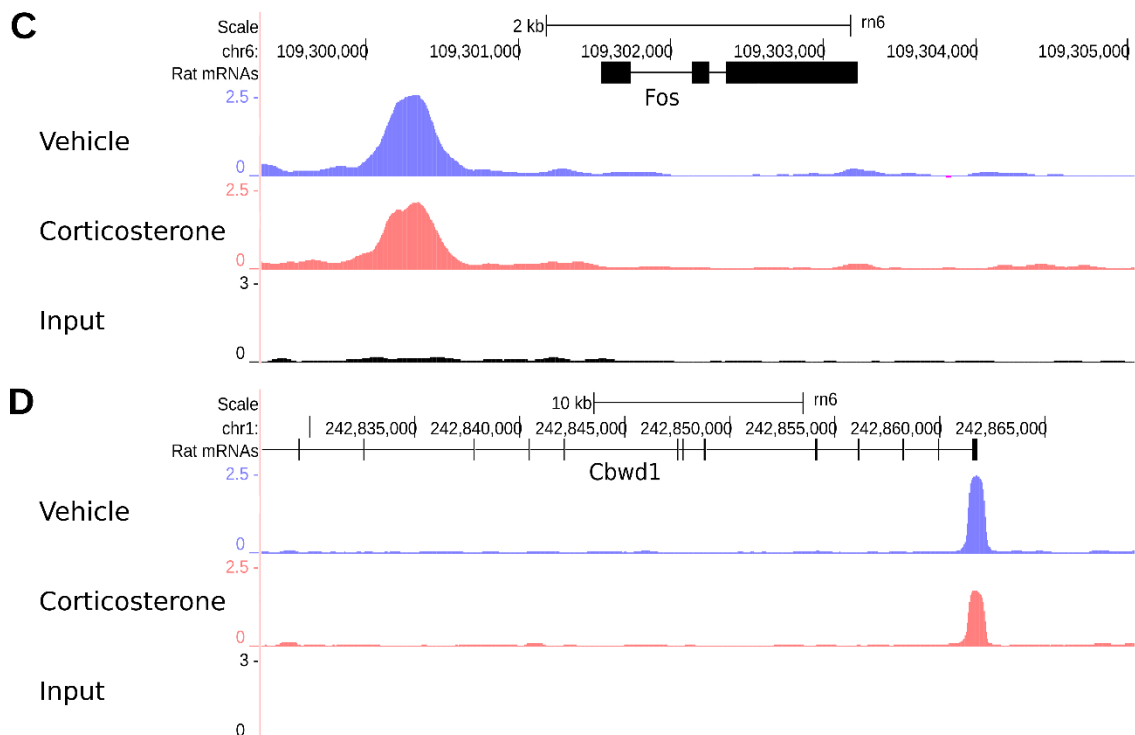 C
Scale 2 kb rn6
chr6: 109,300,000 109,301,000 109,302,000 109,303,000 109,304,000 109,305,000
Rat mRNAs
Fos
2.5 -
Vehicle
0
2.5 -
Corticosterone
0
3 -
Input
0
D
Scale 10 kb rn6
chr1: 242,835,000 242,840,000 242,845,000 242,850,000 242,855,000 242,860,000 242,865,000
Rat mRNAs
Cbwd1
2.5 -
Vehicle
0
2.5 -
Corticosterone
0
3 -
Input
0